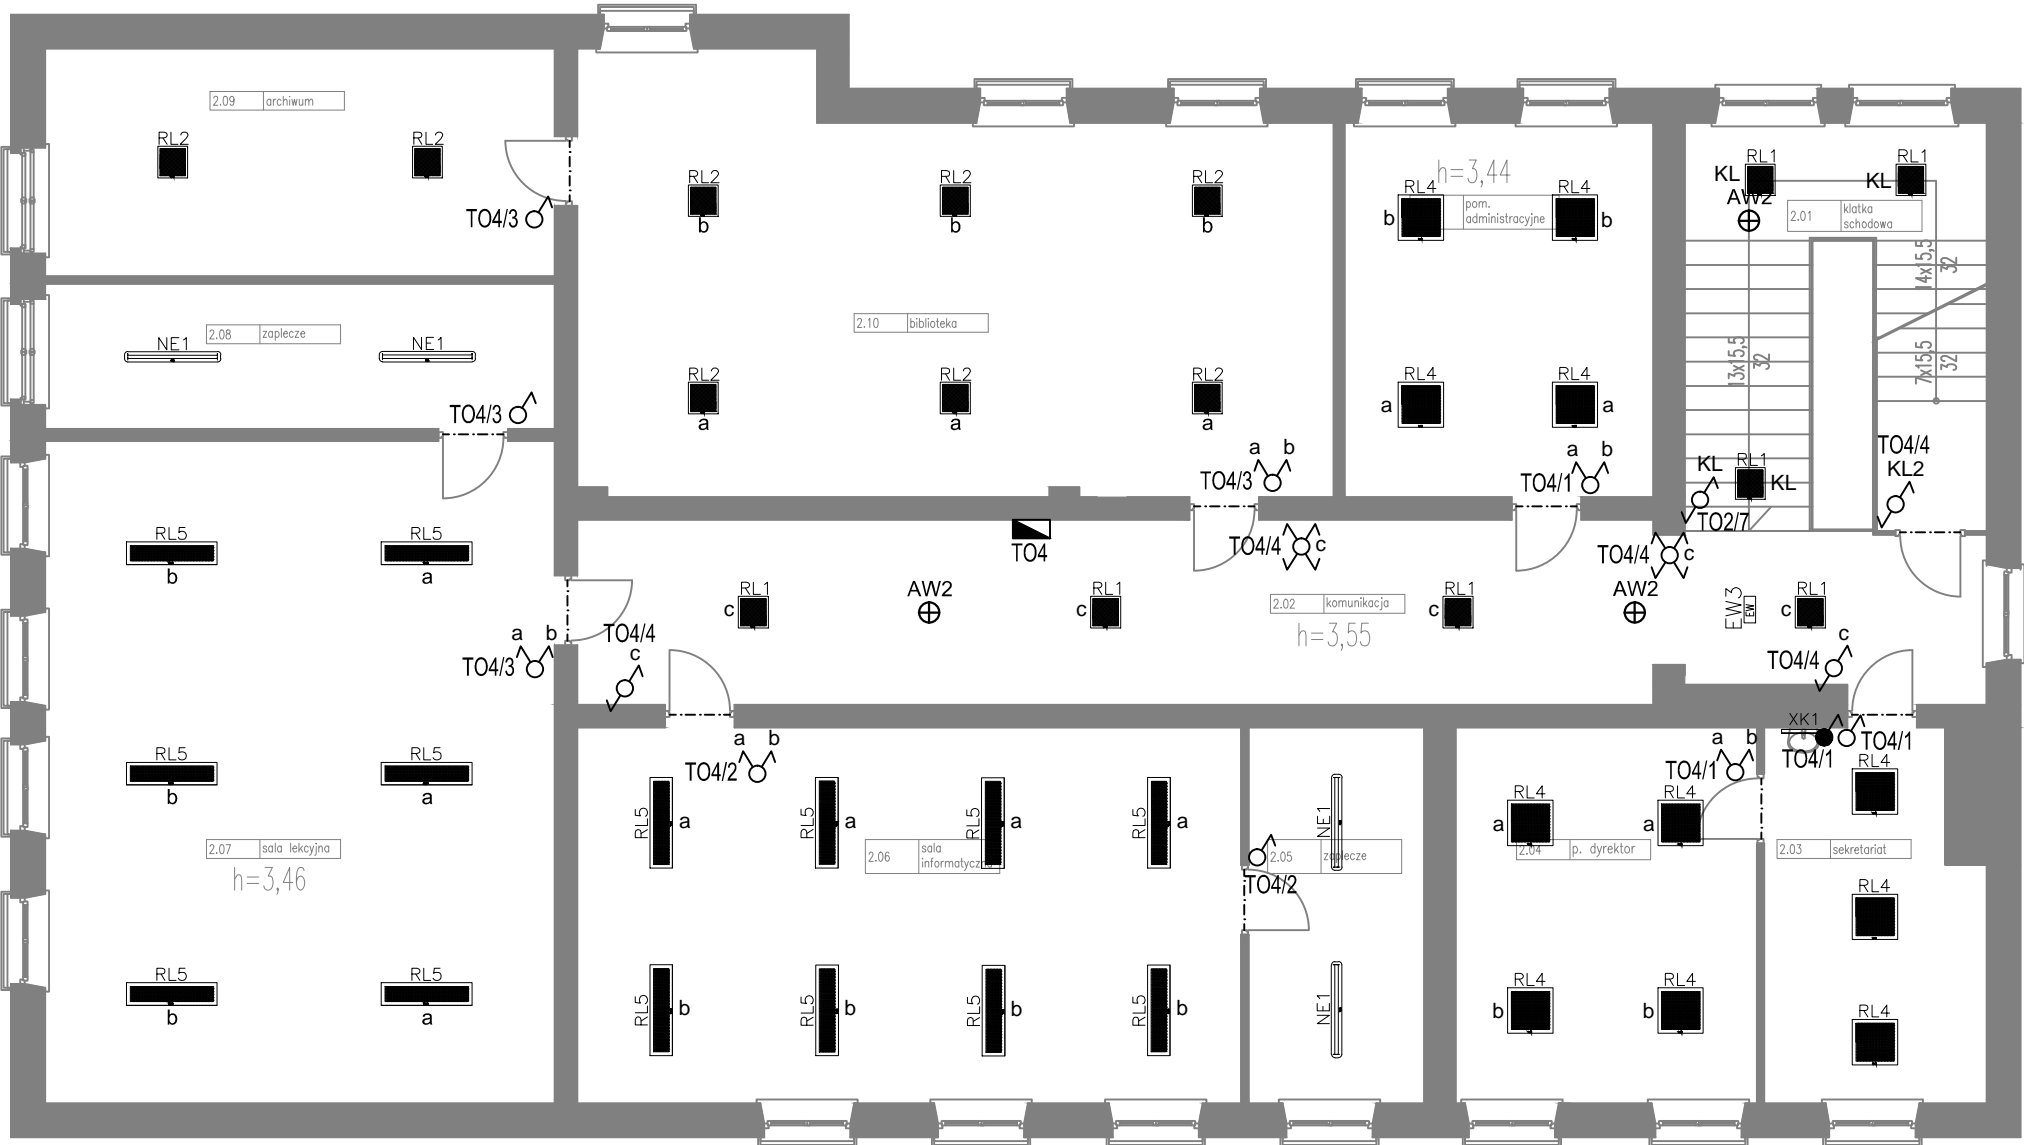 2.09 archiwum
RL2
RL2
TO4/3
2.08 zaplecze
NE1
NE1
TO4/3
RL2
b
RL2
b
RL2
b
2.10 biblioteka
RL2
a
RL2
a
RL2
a
a b
TO4/3
h=3,44
pom.
administracyjne
RL4
b
RL4
b
RL4
a
RL4
a
a b
TO4/1
RL1
KL
AW2
RL1
KL
2.01 klatka
schodowa
14x15,5
32
13x15,5
32
7x15,5
32
TO4/4
KL2
KL
RL1
KL
TO2/7
RL5
b
RL5
a
RL5
b
RL5
a
2.07 sala lekcyjna
h=3,46
RL5
b
RL5
a
a b
TO4/3
TO4/4
c
RL1
c
AW2
TO4
RL1
c
TO4/4
c
2.02 komunikacja
h=3,55
RL1
c
TO4/4
c
AW2
EW3
EW
RL1
c
c
TO4/4
a b
TO4/2
RL5
a
RL5
a
RL5
a
RL5
a
2.06 sala
informatyczna
RL5
b
RL5
b
RL5
b
RL5
b
NE1
2.05 zaplecze
TO4/2
NE1
a b
TO4/1
RL4
a
RL4
a
2.04 p. dyrektor
RL4
b
RL4
b
XK1
TO4/1
TO4/1
RL4
2.03 sekretariat
RL4
RL4